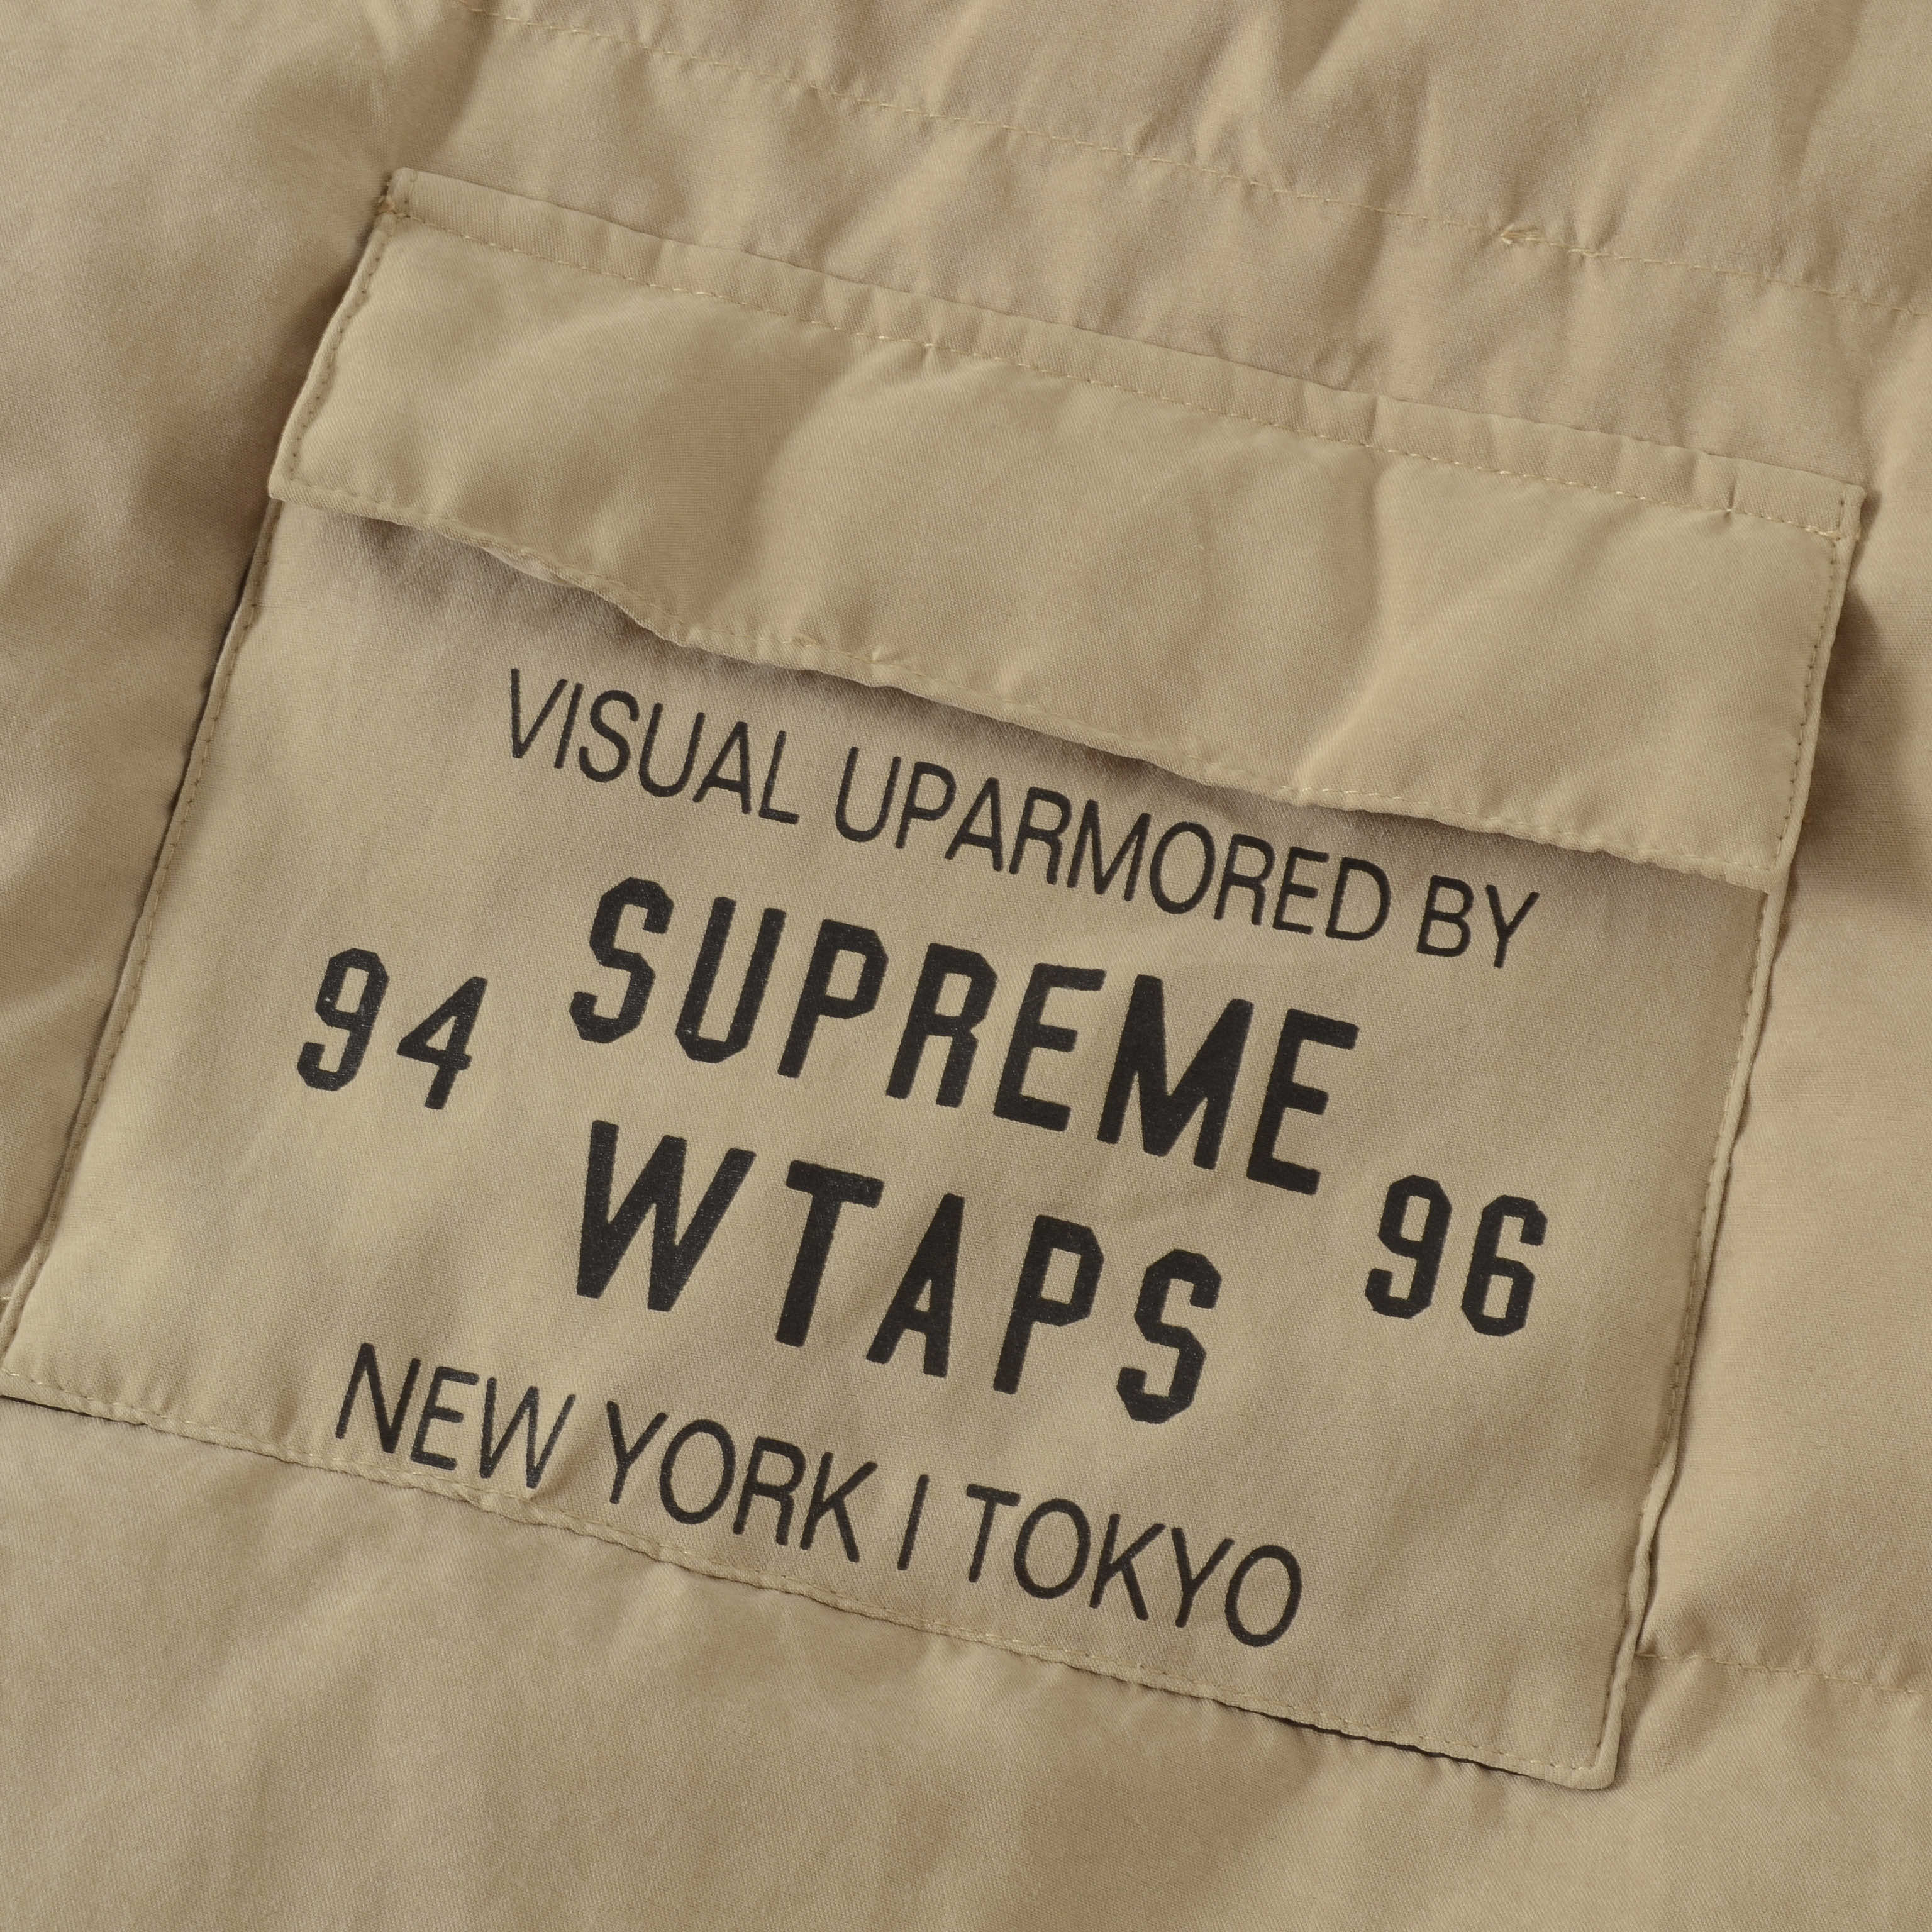 VISUAL UPARMORED BY
94 SUPREME
WTAPS 96
NEW YORK | TOKYO